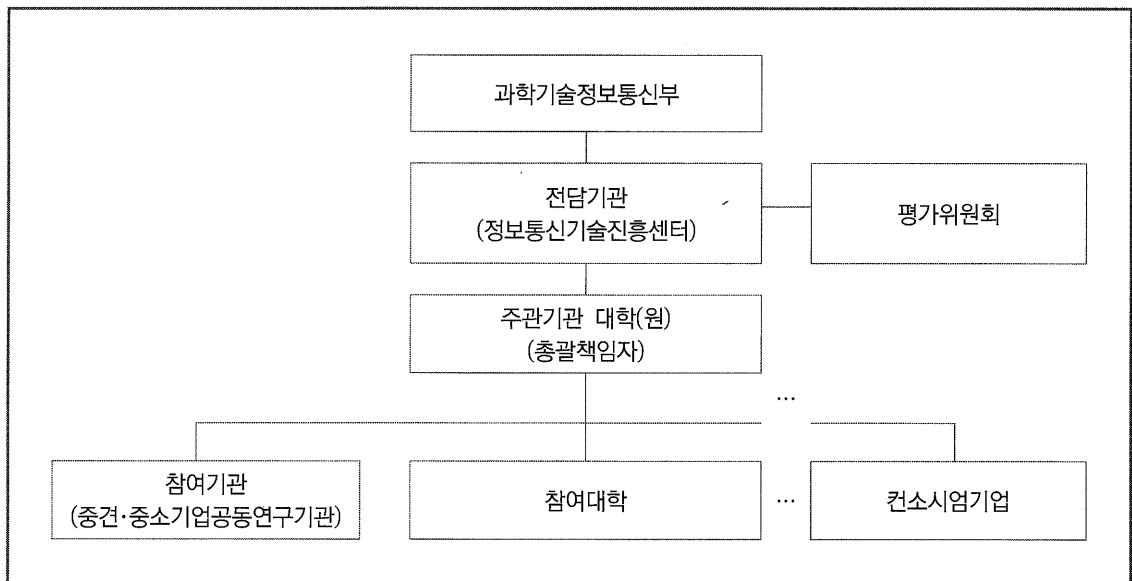 과학기술정보통신부
전담기관
(정보통신기술진흥센터)
평가위원회
주관기관 대학(원)
(총괄책임자)
...
참여기관
(중견·중소기업공동연구기관)
참여대학
...
컨소시엄기업